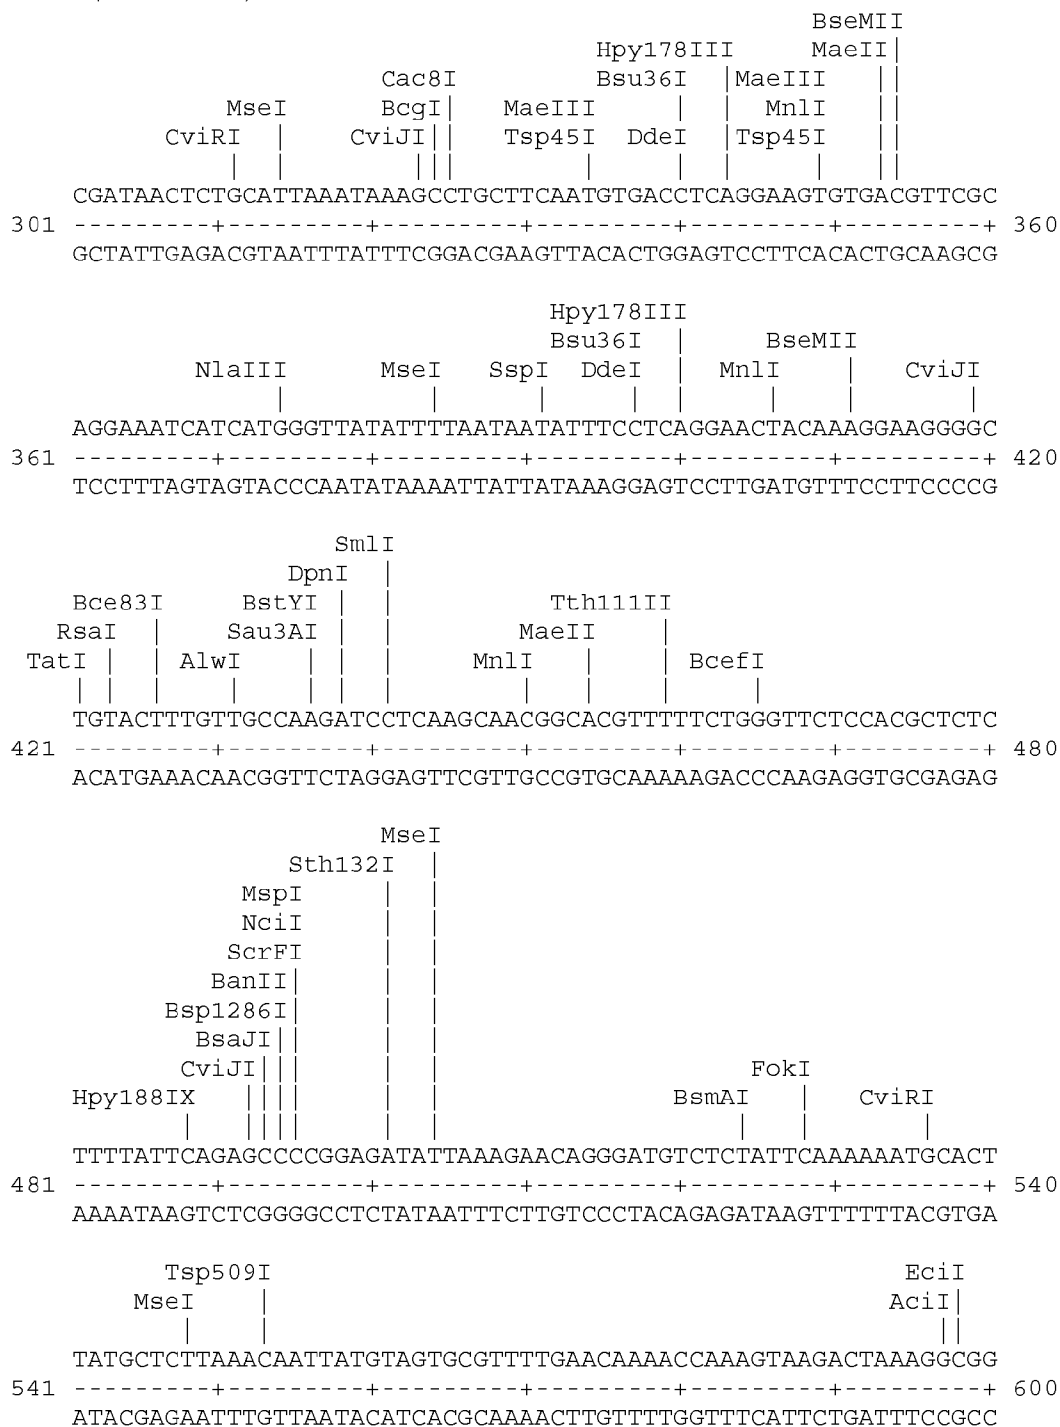 BseMII
Hpy178III MaeII|
Cac8I Bsu36I |MaeIII ||
MseI BcgI| MaeIII | |MnlI ||
CviRI | CviJI|| Tsp45I DdeI |Tsp45I ||
| | ||| | | | | ||
CGATAACTCTGCATTAAATAAAGCCTGCTTCAATGTGACCTCAGGAAGTGTGACGTTCGC
301 ---------+---------+---------+---------+---------+---------+ 360
GCTATTGAGACGTAATTTATTTCGGACGAAGTTACACTGGAGTCCTTCACACTGCAAGCG
Hpy178III
Bsu36I | BseMII
NlaIII MseI SspI DdeI | MnlI | CviJI
| | | | | | | |
AGGAAATCATCATGGGTTATATTTTAATAATATTTCCTCAGGAACTACAAAGGAAGGGGC
361 ---------+---------+---------+---------+---------+---------+ 420
TCCTTTAGTAGTACCCAATATAAAATTATTATAAAGGAGTCCTTGATGTTTCCTTCCCCG
SmlI
DpnI |
Bce83I BstYI | | Tth111II
RsaI | Sau3AI | | MaeII |
TatI | | AlwI | | | MnlI | | BcefI
| | | | | | | | | | |
TGTACTTTGTTGCCAAGATCCTCAAGCAACGGCACGTTTTTCTGGGTTCTCCACGCTCTC
421 ---------+---------+---------+---------+---------+---------+ 480
ACATGAAACAACGGTTCTAGGAGTTCGTTGCCGTGCAAAAAGACCCAAGAGGTGCGAGAG
MseI
Sth132I |
MspI | |
NciI | |
ScrFI | |
BanII| | |
Bsp1286I| | |
BsaJI|| | |
CviJI||| | | FokI
Hpy188IX |||| | | BsmAI | CviRI
| |||| | | | | |
TTTTATTCAGAGCCCCGGAGATATTAAAGAACAGGGATGTCTCTATTCAAAAAATGCACT
481 ---------+---------+---------+---------+---------+---------+ 540
AAAATAAGTCTCGGGGCCTCTATAATTTCTTGTCCCTACAGAGATAAGTTTTTTACGTGA
Tsp509I EciI
MseI | AciI|
| | ||
TATGCTCTTAAACAATTATGTAGTGCGTTTTGAACAAAACCAAAGTAAGACTAAAGGCGG
541 ---------+---------+---------+---------+---------+---------+ 600
ATACGAGAATTTGTTAATACATCACGCAAAACTTGTTTTGGTTTCATTCTGATTTCCGCC